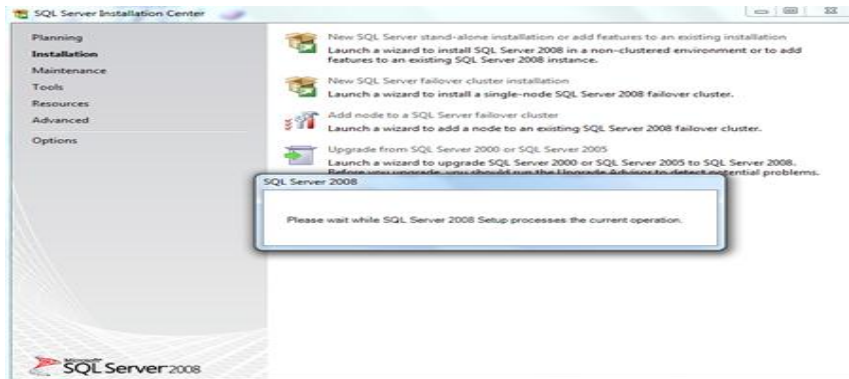 SQL Server Installation Center
Planning
Installation
Maintenance
Tools
Resources
Advanced
Options
New SQL Server stand-alone installation or add features to an existing installation
Launch a wizard to install SQL Server 2008 in a non-clustered environment or to add
features to an existing SQL Server 2008 instance.
New SQL Server failover cluster installation
Launch a wizard to install a single-node SQL Server 2008 failover cluster.
Add node to a SQL Server failover cluster
Launch a wizard to add a node to an existing SQL Server 2008 failover cluster.
Upgrade from SQL Server 2000 or SQL Server 2005
Launch a wizard to upgrade SQL Server 2000 or SQL Server 2005 to SQL Server 2008.
Before you upgrade, you should run the Upgrade Advisor to detect potential problems.
SQL Server 2008
Please wait while SQL Server 2008 Setup processes the current operation.
Microsoft
SQL Server 2008